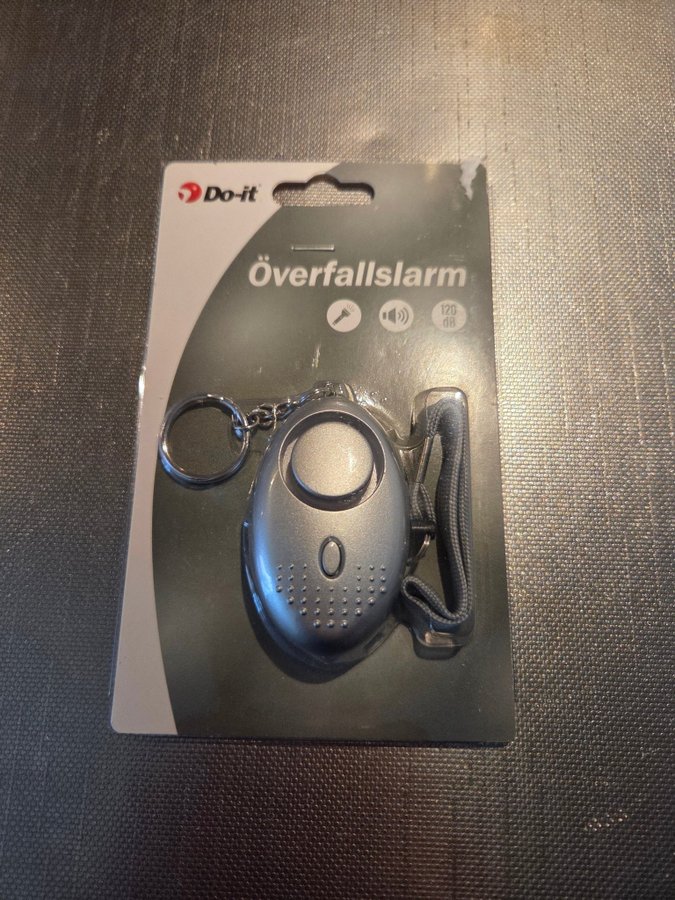 Do-it
Överfallslarm
120
dB